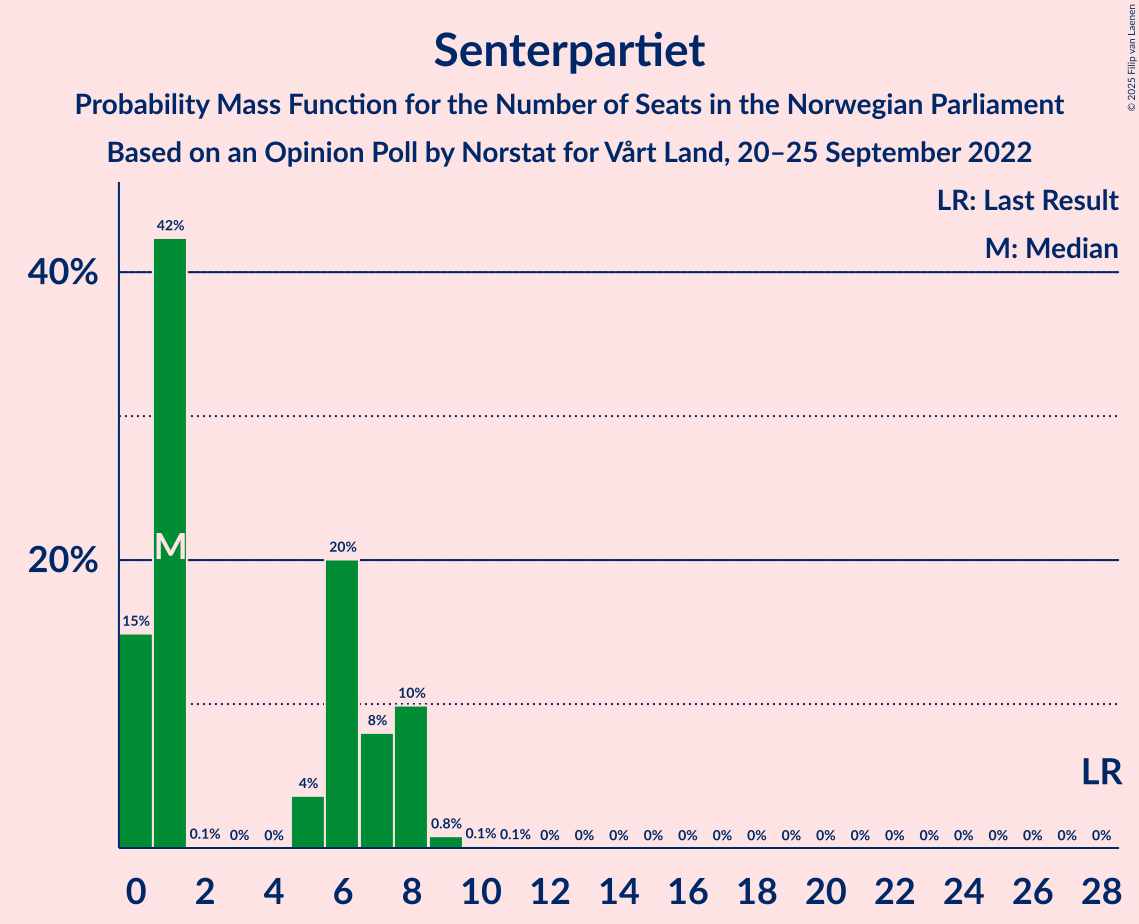 © 2025 Filip van Laenen
Senterpartiet
Probability Mass Function for the Number of Seats in the Norwegian Parliament
Based on an Opinion Poll by Norstat for Vårt Land, 20–25 September 2022
LR: Last Result
M: Median
42%
40%
M
20%
20%
15%
10%
8%
LR
4%
0.8%
0.1% 0% 0% 0.1% 0.1% 0% 0% 0% 0% 0% 0% 0% 0% 0% 0% 0% 0% 0% 0% 0% 0% 0%
0 2 4 6 8 10 12 14 16 18 20 22 24 26 28